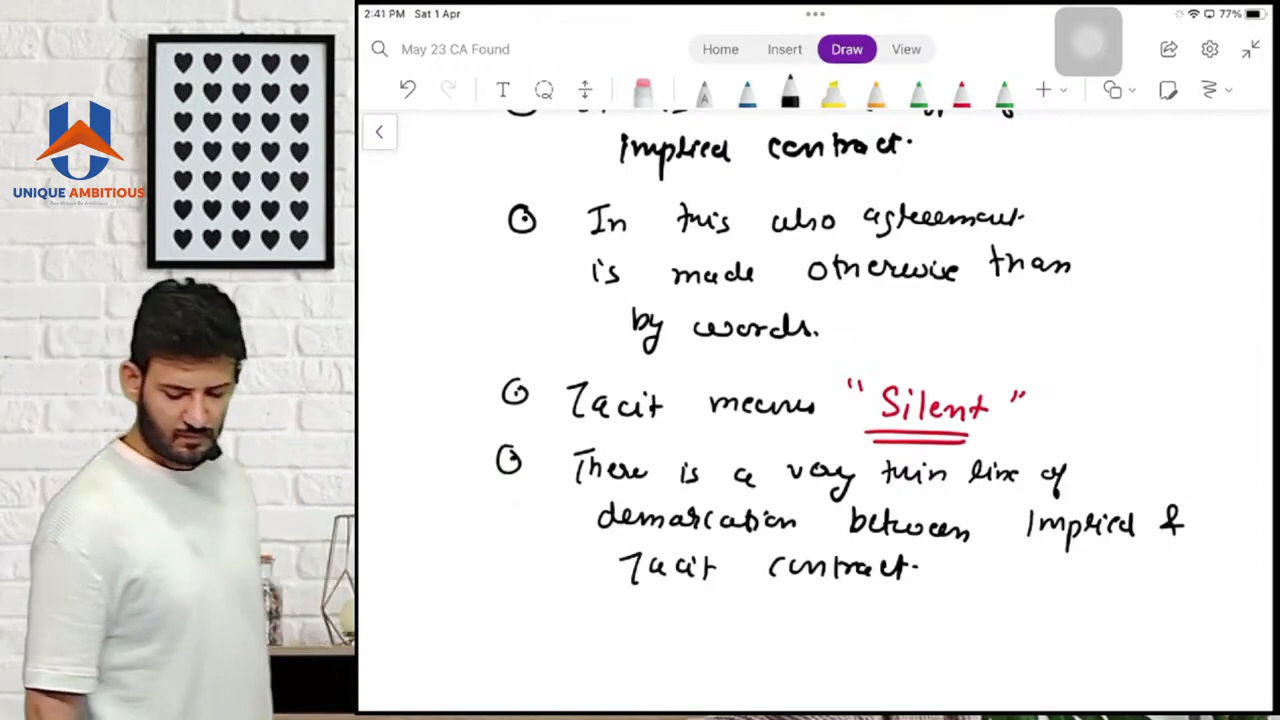 2:41 PM Sat 1 Apr
77%
May 23 CA Found
Home Insert Draw View
UNIQUE AMBITIOUS
Implied contract.
In this also agreement
is made otherwise than
by words.
Tacit means "Silent"
There is a very thin line of
demarcation between Implied &
Tacit contract.